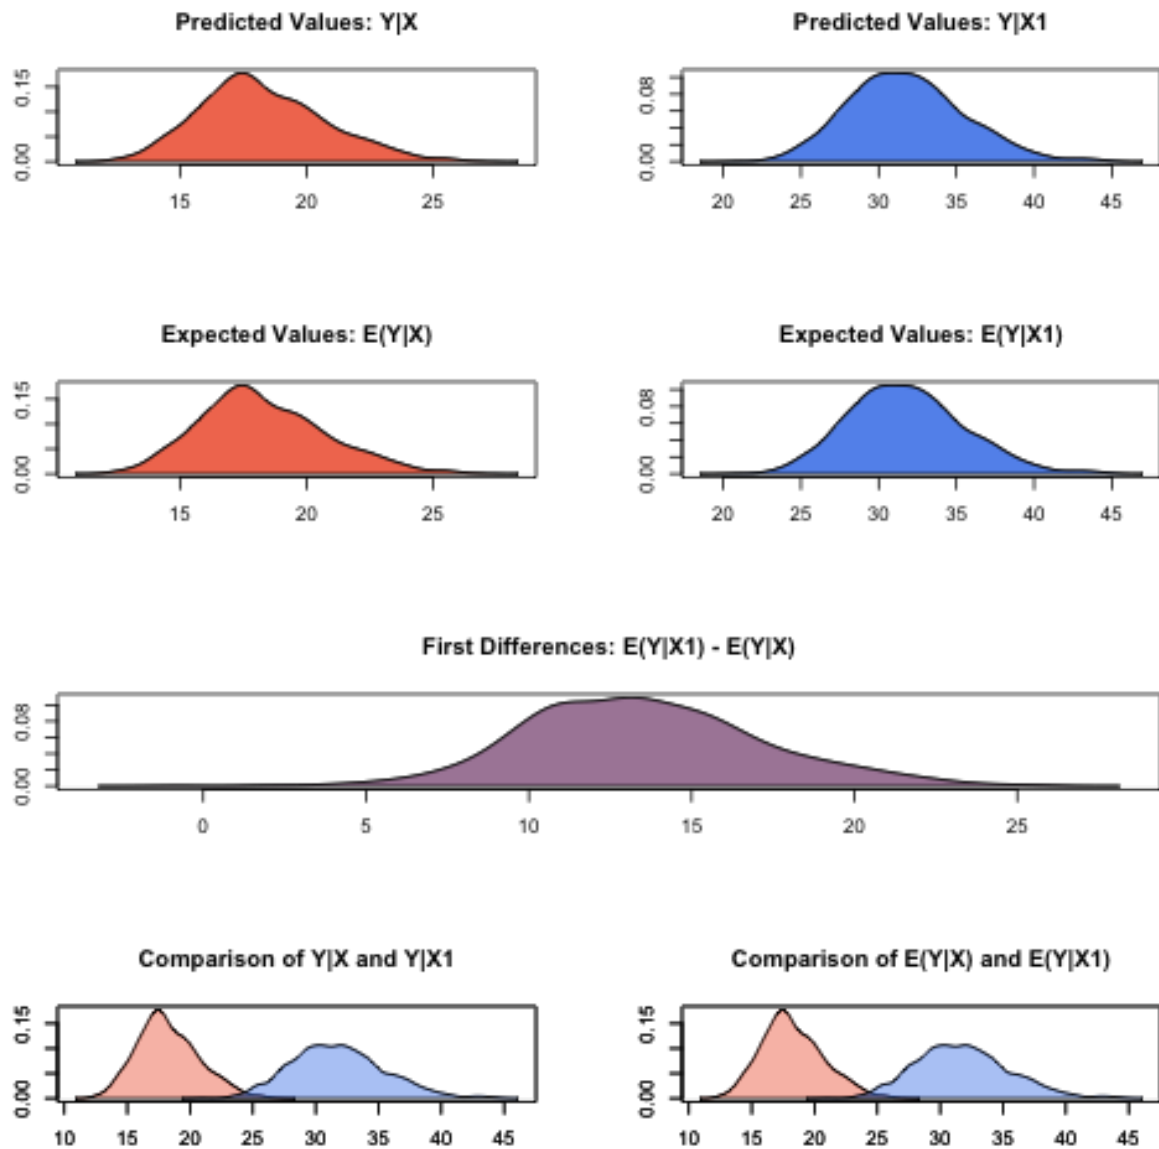 Predicted Values: Y|X
0.15
0.00
15 20 25
Predicted Values: Y|X1
0.08
0.00
20 25 30 35 40 45
Expected Values: E(Y|X)
0.15
0.00
15 20 25
Expected Values: E(Y|X1)
0.08
0.00
20 25 30 35 40 45
First Differences: E(Y|X1) - E(Y|X)
0.08
0.00
0 5 10 15 20 25
Comparison of Y|X and Y|X1
0.15
0.00
10 15 20 25 30 35 40 45
Comparison of E(Y|X) and E(Y|X1)
0.15
0.00
10 15 20 25 30 35 40 45